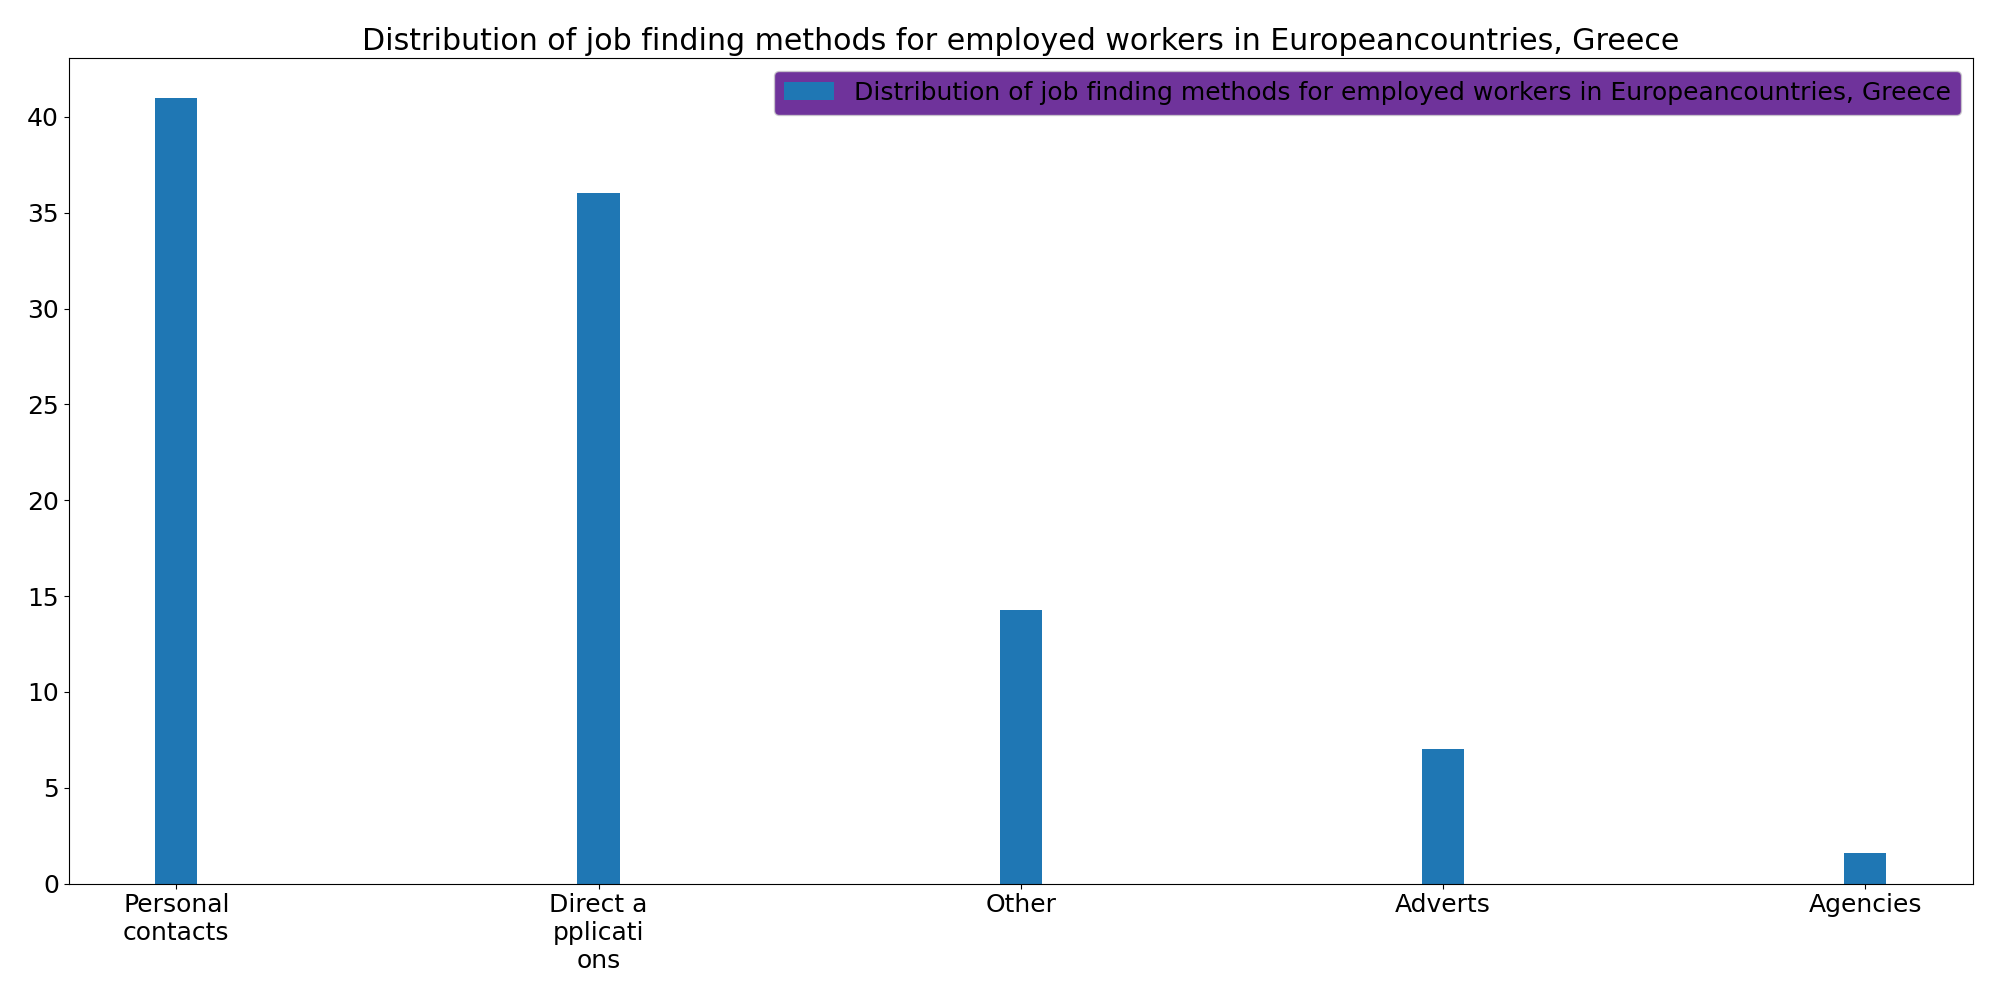 Distribution of job finding methods for employed workers in Europeancountries, Greece
Distribution of job finding methods for employed workers in Europeancountries, Greece
40
35
30
25
20
15
10
5
0
Personal
contacts
Direct a
pplicati
ons
Other
Adverts
Agencies